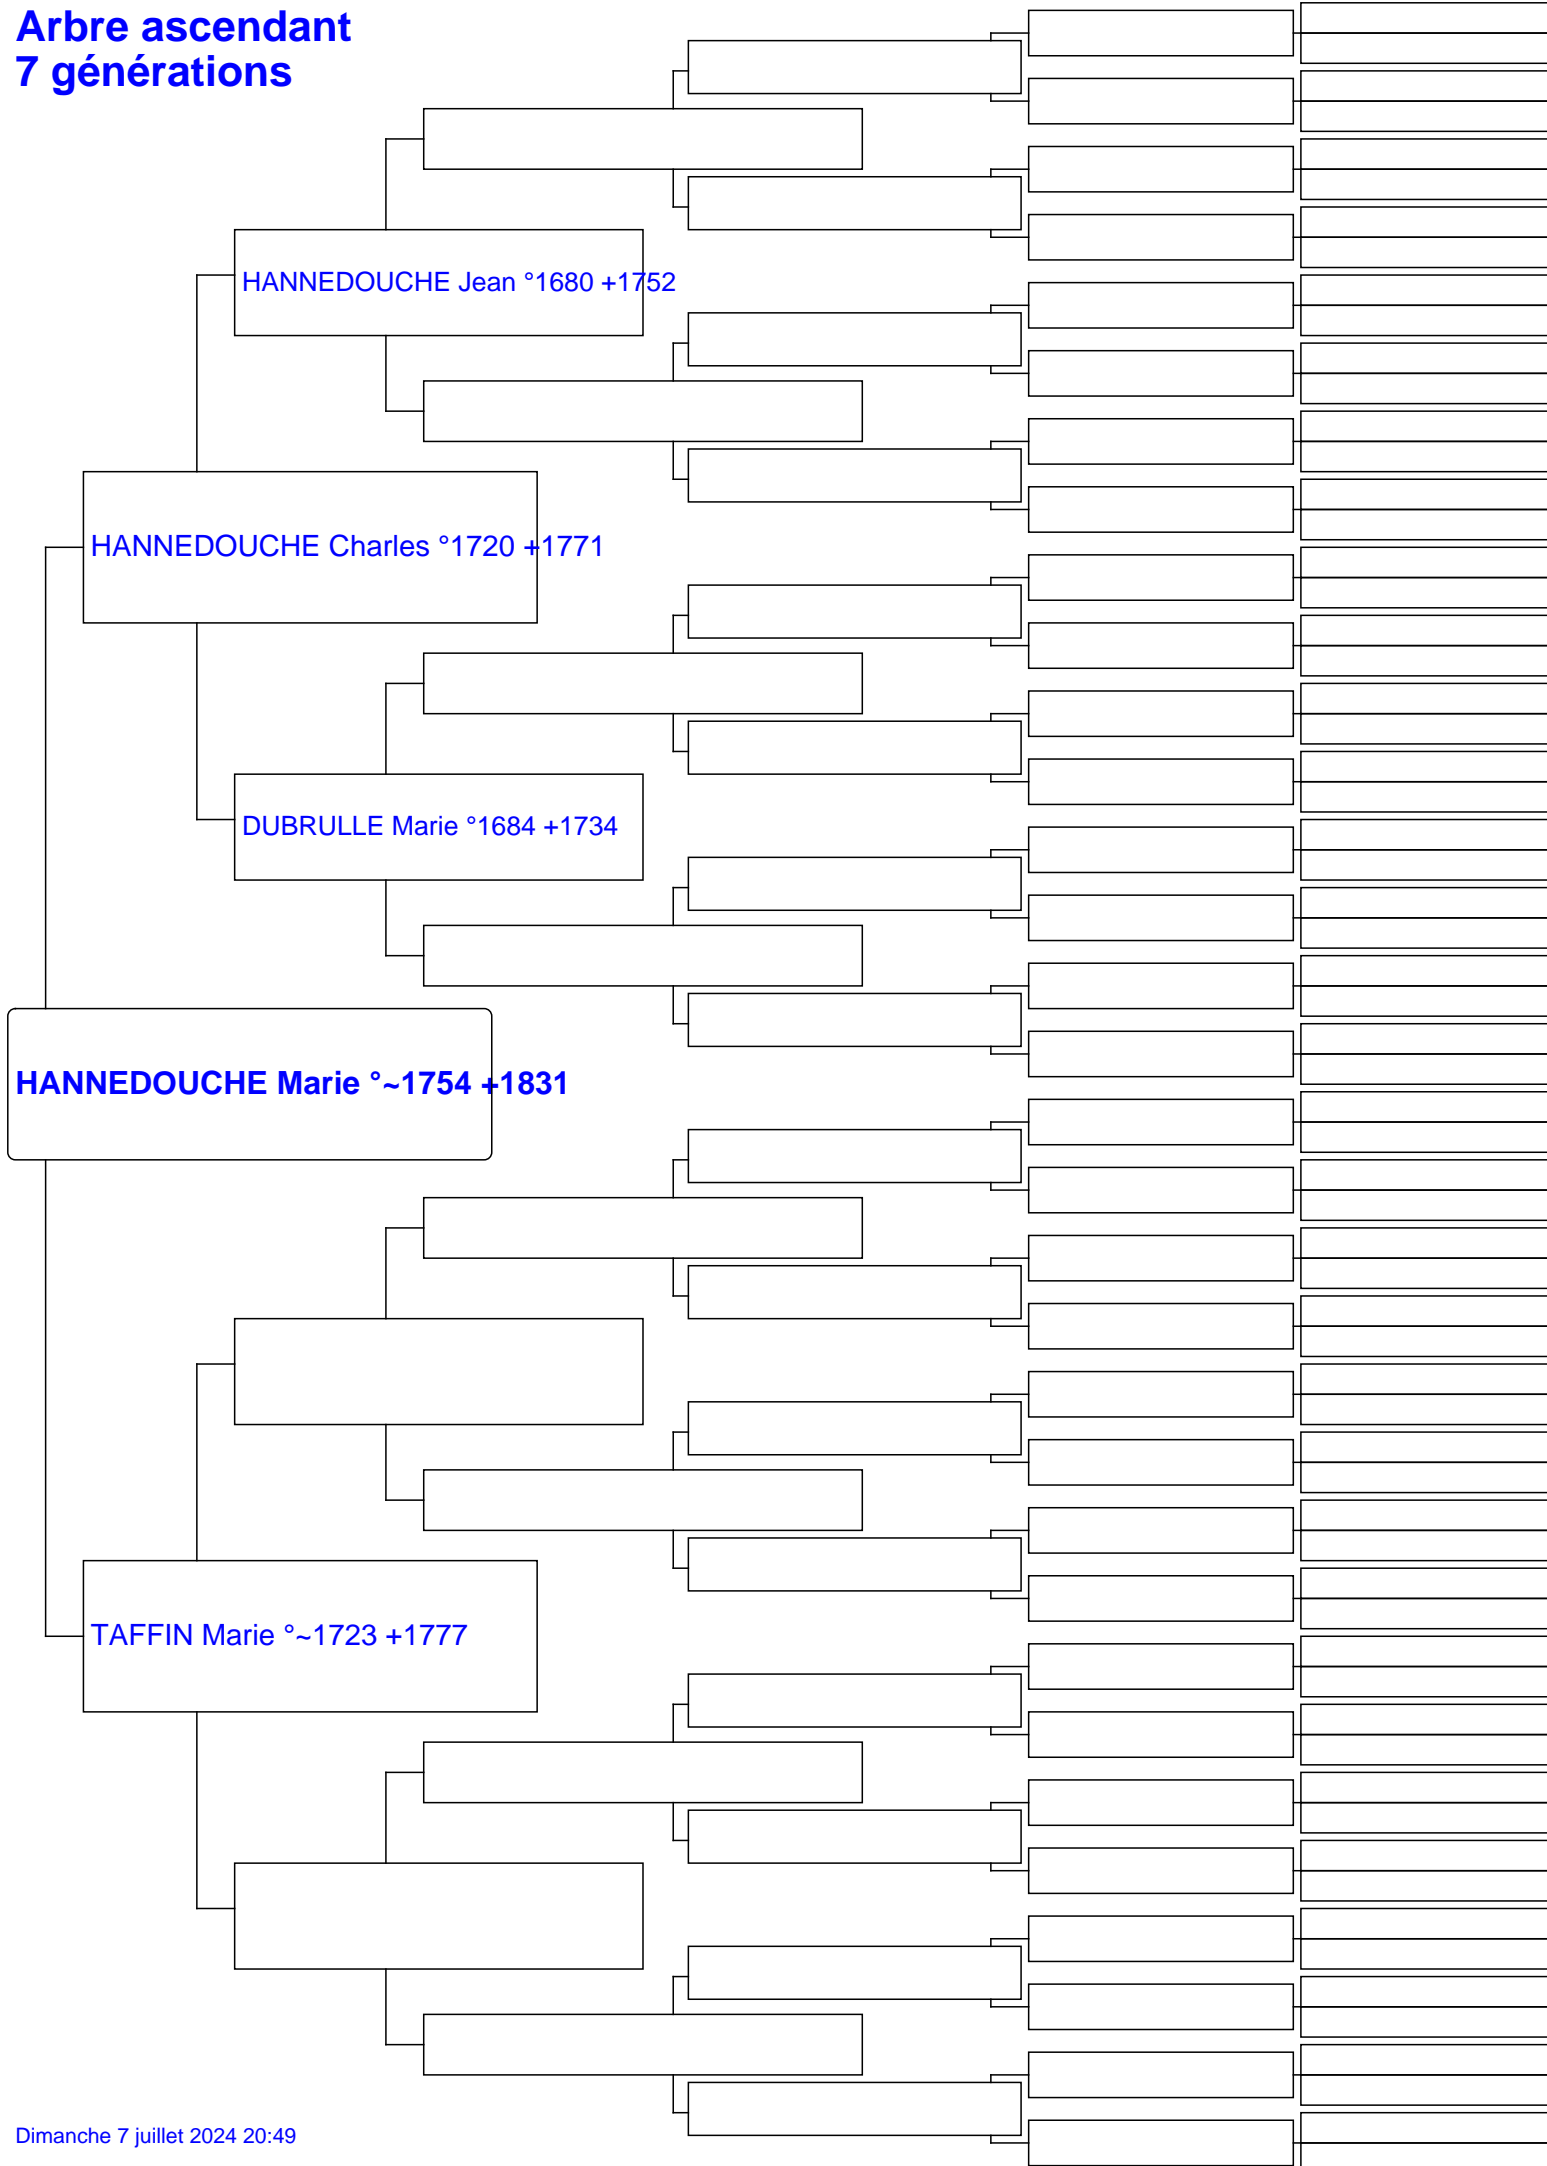 Arbre ascendant
7 générations
HANNEDOUCHE Jean °1680 +1752
HANNEDOUCHE Charles °1720 +1771
DUBRULLE Marie °1684 +1734
HANNEDOUCHE Marie °~1754 +1831
TAFFIN Marie °~1723 +1777
Dimanche 7 juillet 2024 20:49